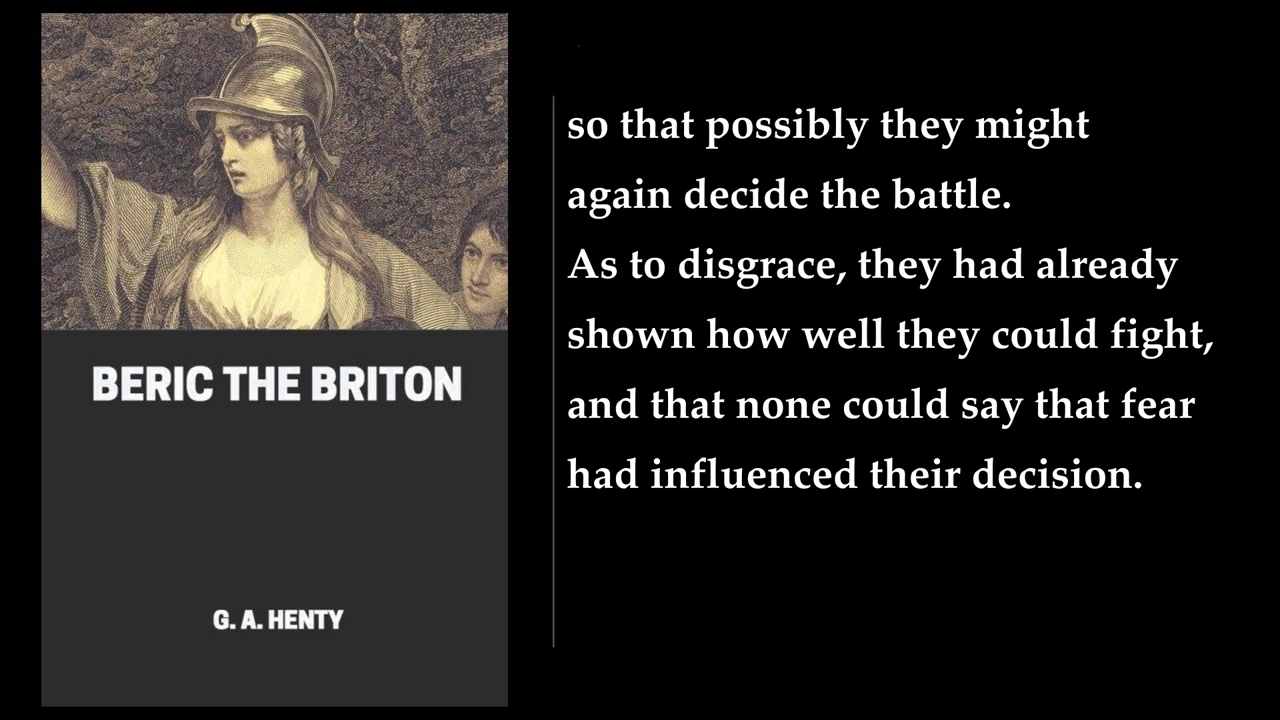 BERIC THE BRITON
G. A. HENTY
so that possibly they might
again decide the battle.
As to disgrace, they had already
shown how well they could fight,
and that none could say that fear
had influenced their decision.